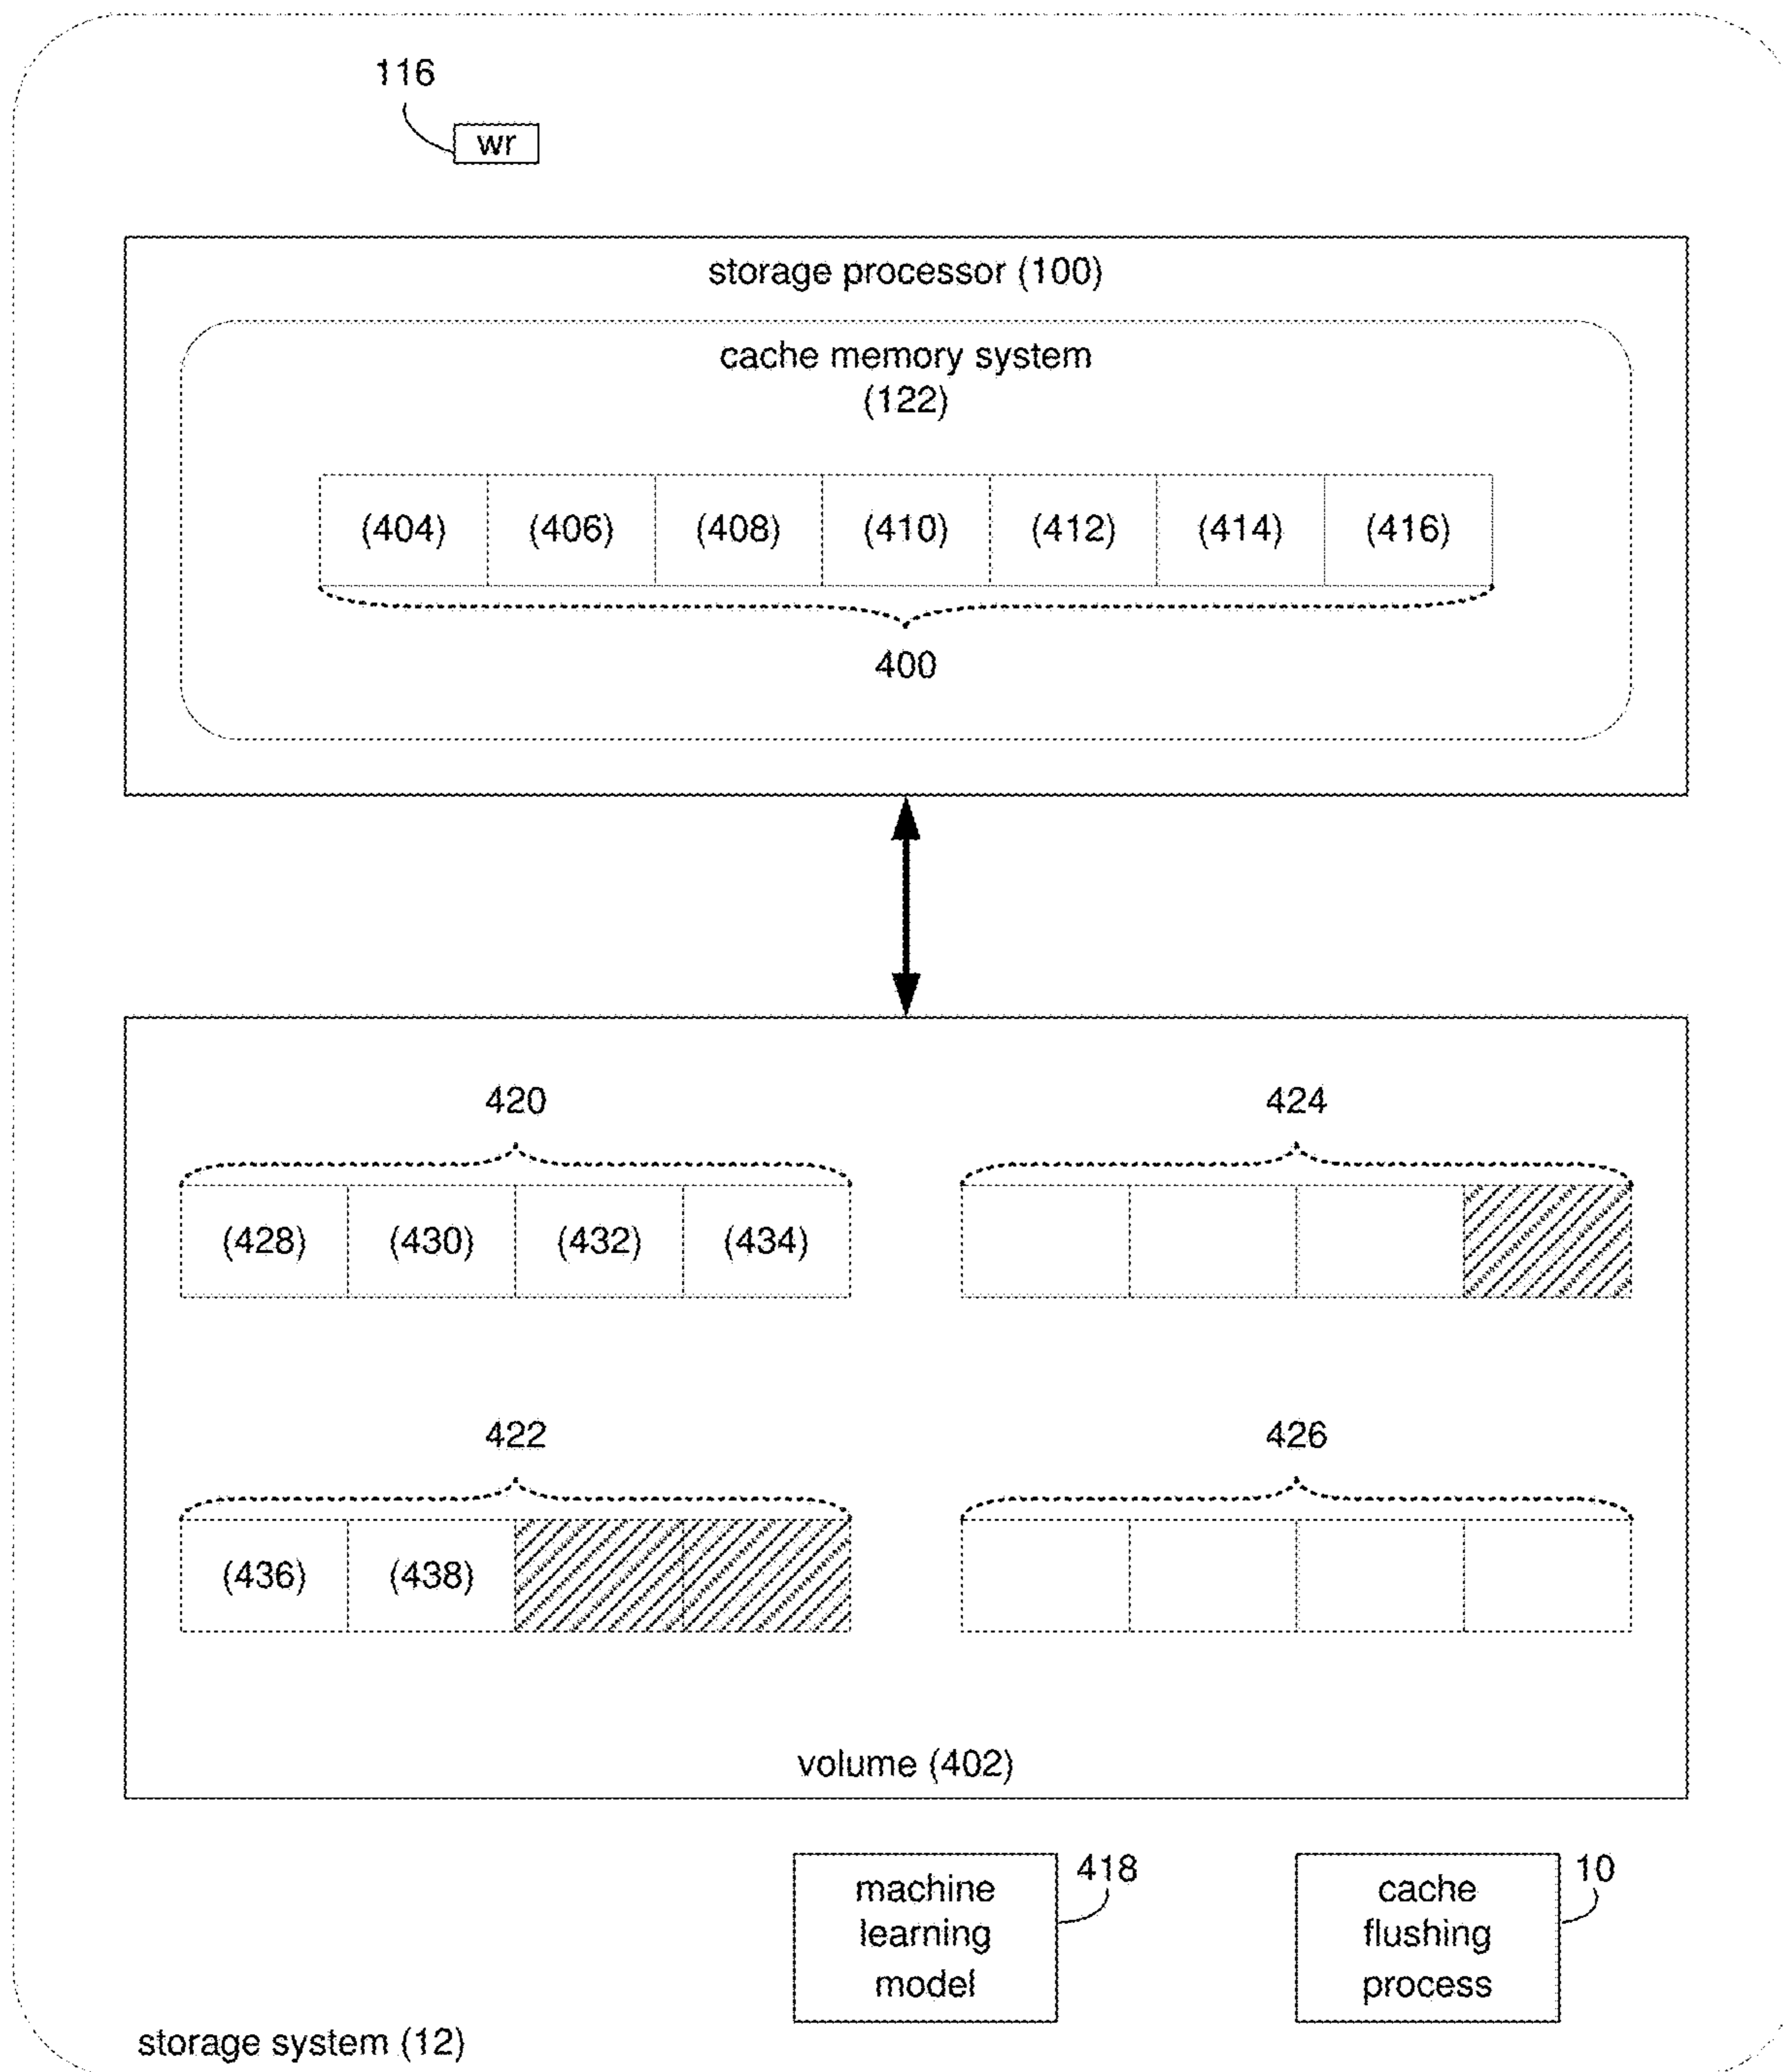 116
wr
storage processor (100)
cache memory system
(122)
(404) (406) (408) (410) (412) (414) (416)
400
420 424
(428) (430) (432) (434)
422 426
(436) (438)
volume (402)
machine
learning
model
418
cache
flushing
process
10
storage system (12)